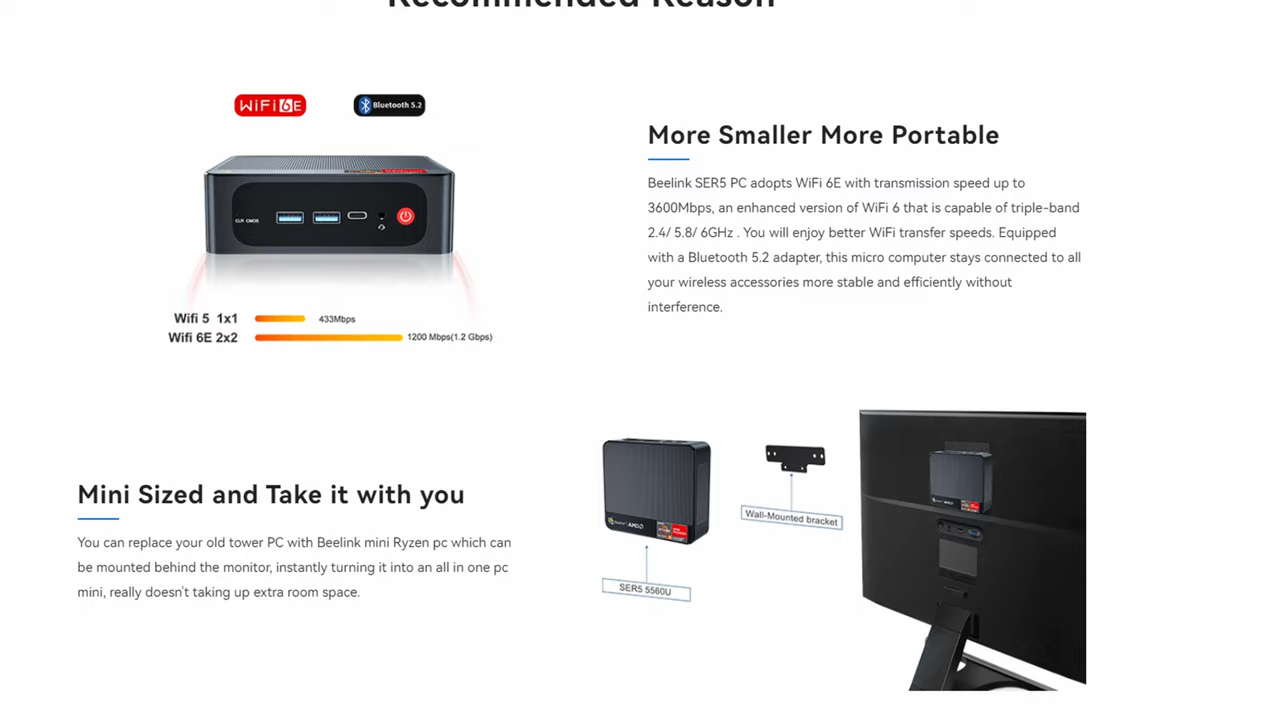 Recommended Reason
WiFi 6E
Bluetooth 5.2
CLR CMOS
Wifi 5 1x1 433Mbps
Wifi 6E 2x2 1200 Mbps(1.2 Gbps)
More Smaller More Portable
Beelink SER5 PC adopts WiFi 6E with transmission speed up to
3600Mbps, an enhanced version of WiFi 6 that is capable of triple-band
2.4/ 5.8/ 6GHz . You will enjoy better WiFi transfer speeds. Equipped
with a Bluetooth 5.2 adapter, this micro computer stays connected to all
your wireless accessories more stable and efficiently without
interference.
Mini Sized and Take it with you
You can replace your old tower PC with Beelink mini Ryzen pc which can
be mounted behind the monitor, instantly turning it into an all in one pc
mini, really doesn't taking up extra room space.
Beelink AMD
SER5 5560U
Wall-Mounted bracket